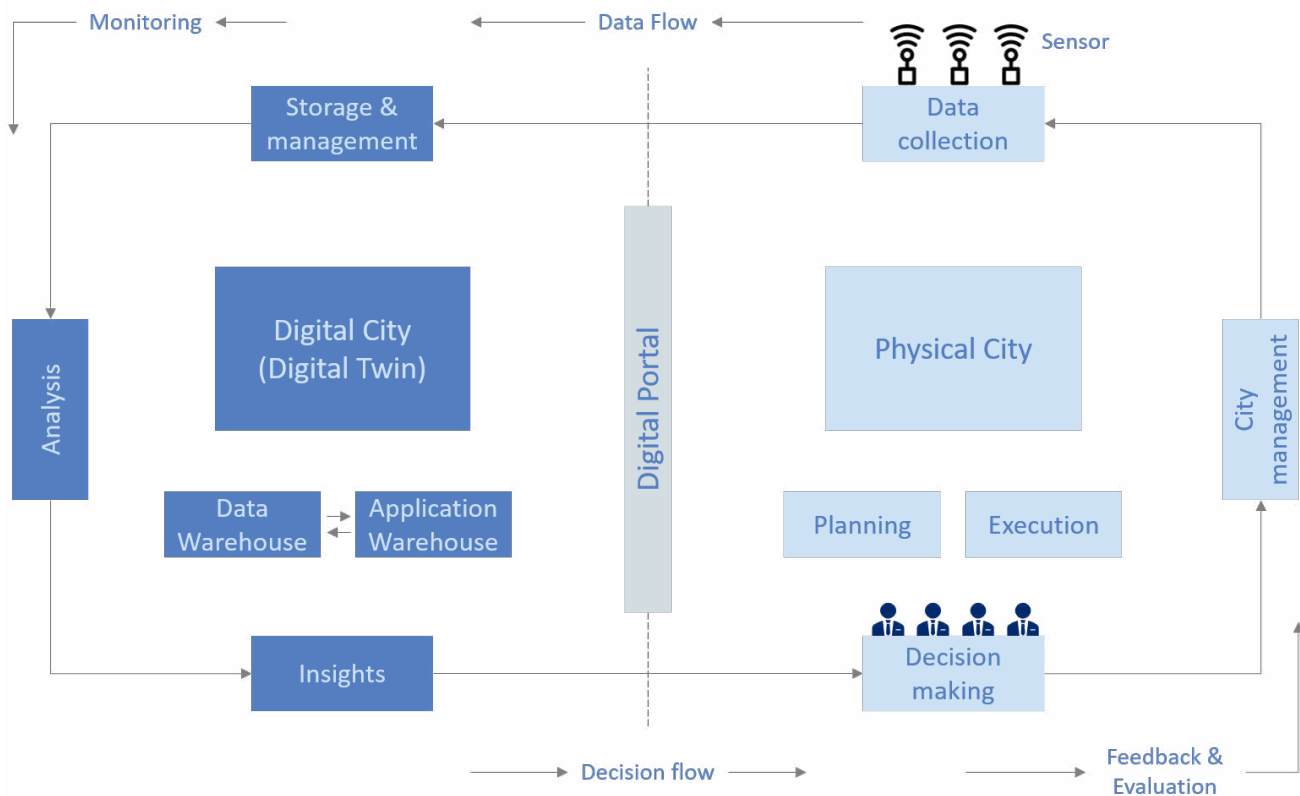 Monitoring
Data Flow
Sensor
Storage &
management
Data
collection
Digital City
(Digital Twin)
Digital Portal
Physical City
Analysis
City
management
Data
Warehouse
Application
Warehouse
Planning
Execution
Insights
Decision
making
Decision flow
Feedback &
Evaluation